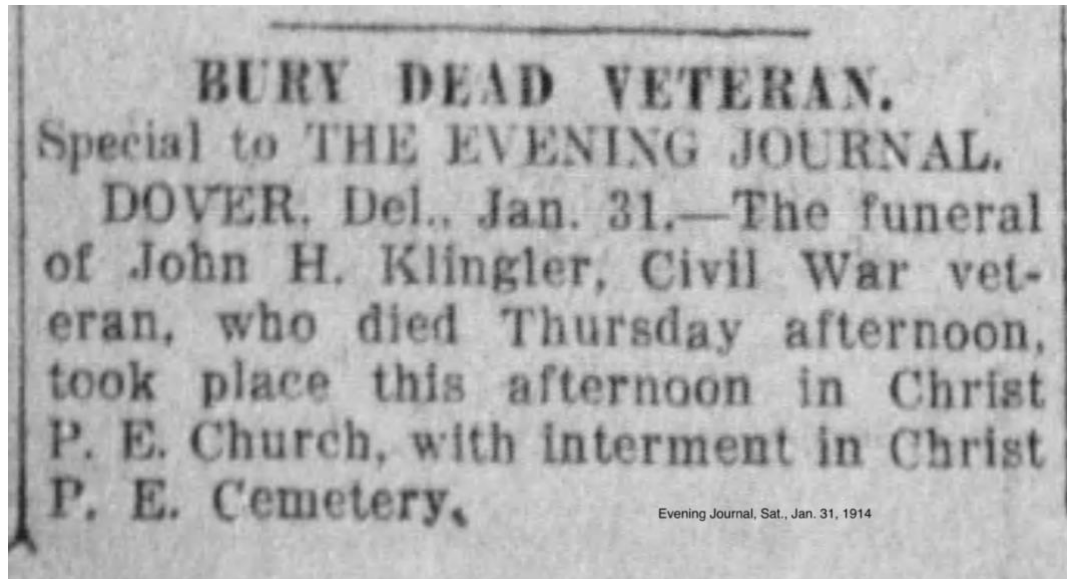 BURY DEAD VETERAN.
Special to THE EVENING JOURNAL.
DOVER, Del., Jan. 31.—The funeral
of John H. Klingler, Civil War vet-
eran, who died Thursday afternoon,
took place this afternoon in Christ
P. E. Church, with interment in Christ
P. E. Cemetery.
Evening Journal, Sat., Jan. 31, 1914